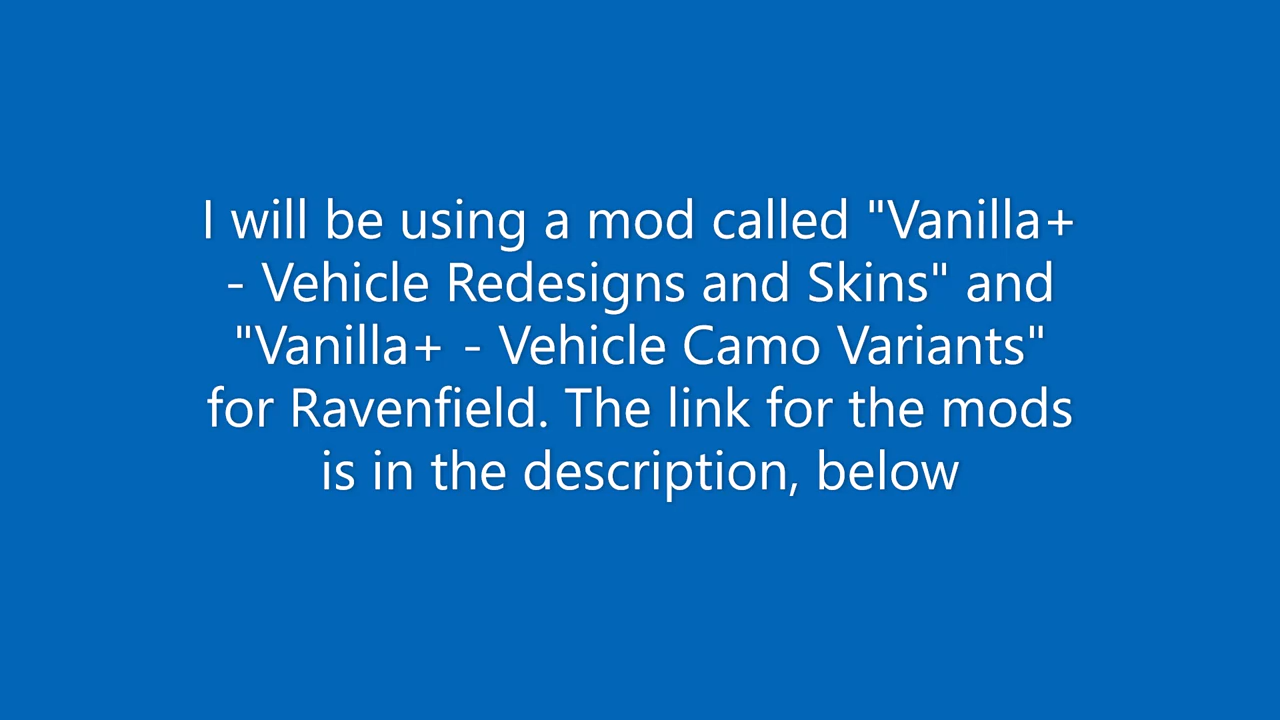 I will be using a mod called "Vanilla+
- Vehicle Redesigns and Skins" and
"Vanilla+ - Vehicle Camo Variants"
for Ravenfield. The link for the mods
is in the description, below